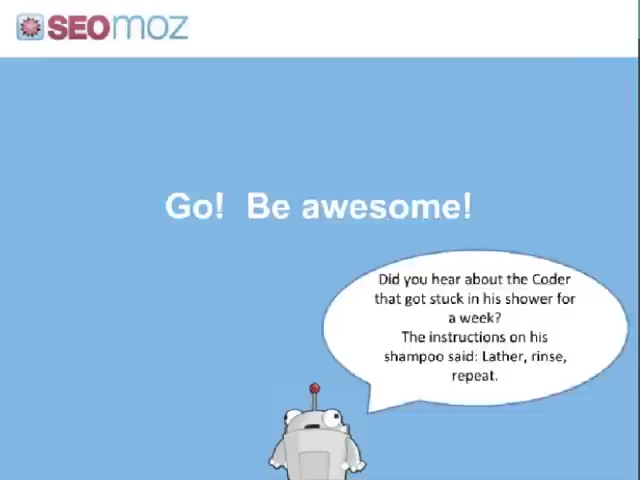 SEOmoz
Go! Be awesome!
Did you hear about the Coder
that got stuck in his shower for
a week?
The instructions on his
shampoo said: Lather, rinse,
repeat.